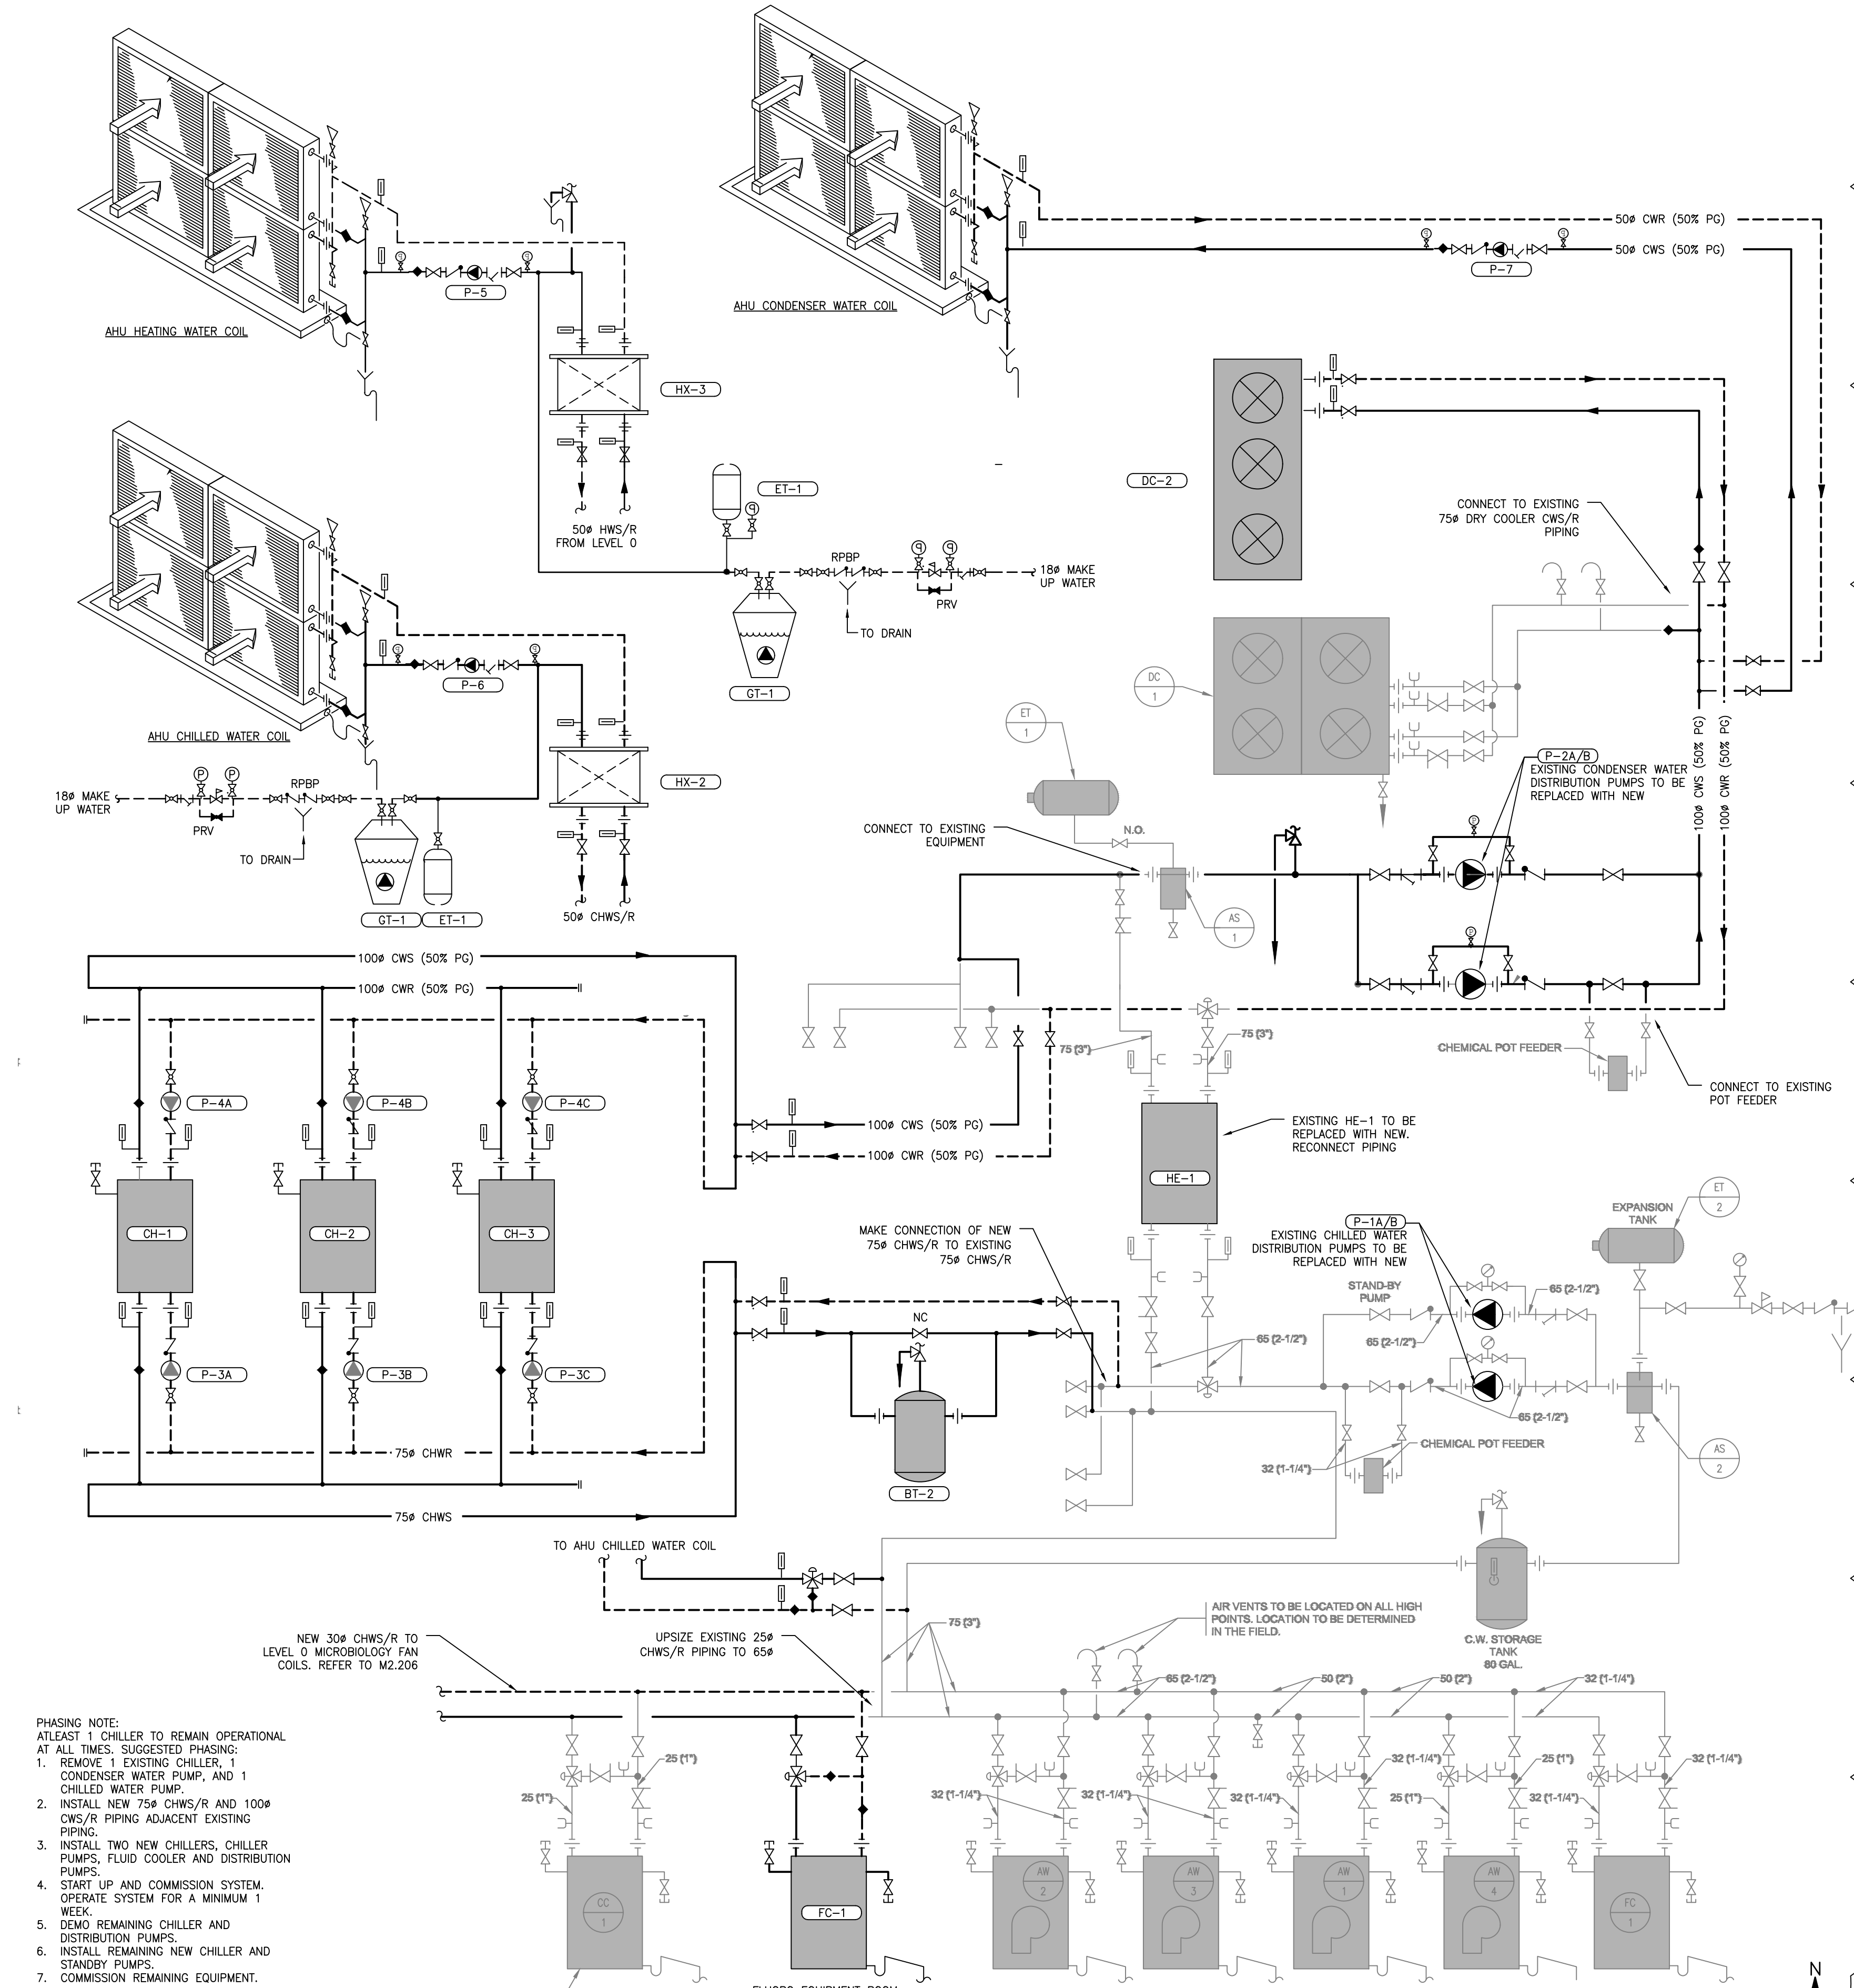 50ø CWR (50% PG)
50ø CWS (50% PG)
P-7
P-5
AHU CONDENSER WATER COIL
AHU HEATING WATER COIL
HX-3
DC-2
ET-1
CONNECT TO EXISTING
75ø DRY COOLER CWS/R
PIPING
50ø HWS/R
FROM LEVEL 0
RPBP
18ø MAKE
UP WATER
PRV
TO DRAIN
GT-1
P-6
AHU CHILLED WATER COIL
DC
1
ET
1
100ø CWS (50% PG)
100ø CWR (50% PG)
P-2A/B
EXISTING CONDENSER WATER
DISTRIBUTION PUMPS TO BE
REPLACED WITH NEW
P
P
RPBP
HX-2
18ø MAKE
UP WATER
PRV
TO DRAIN
CONNECT TO EXISTING
EQUIPMENT
N.O.
P
GT-1
ET-1
50ø CHWS/R
AS
1
P
100ø CWS (50% PG)
100ø CWR (50% PG)
75 (3")
75 (3")
CHEMICAL POT FEEDER
CONNECT TO EXISTING
POT FEEDER
P-4A
P-4B
P-4C
100ø CWS (50% PG)
100ø CWR (50% PG)
EXISTING HE-1 TO BE
REPLACED WITH NEW.
RECONNECT PIPING
HE-1
ET
2
EXPANSION
TANK
CH-1
CH-2
CH-3
MAKE CONNECTION OF NEW
75ø CHWS/R TO EXISTING
75ø CHWS/R
P-1A/B
EXISTING CHILLED WATER
DISTRIBUTION PUMPS TO BE
REPLACED WITH NEW
STAND-BY
PUMP
65 (2-1/2")
NC
65 (2-1/2")
65 (2-1/2")
P-3A
P-3B
P-3C
65 (2-1/2")
75ø CHWR
CHEMICAL POT FEEDER
32 (1-1/4")
AS
2
BT-2
75ø CHWS
TO AHU CHILLED WATER COIL
AIR VENTS TO BE LOCATED ON ALL HIGH
POINTS. LOCATION TO BE DETERMINED
IN THE FIELD.
75 (3")
C.W. STORAGE
TANK
80 GAL.
NEW 30ø CHWS/R TO
LEVEL 0 MICROBIOLOGY FAN
COILS. REFER TO M2.206
UPSIZE EXISTING 25ø
CHWS/R PIPING TO 65ø
65 (2-1/2")
50 (2")
50 (2")
32 (1-1/4")
PHASING NOTE:
ATLEAST 1 CHILLER TO REMAIN OPERATIONAL
AT ALL TIMES. SUGGESTED PHASING:
1. REMOVE 1 EXISTING CHILLER, 1
CONDENSER WATER PUMP, AND 1
CHILLED WATER PUMP.
2. INSTALL NEW 75ø CHWS/R AND 100ø
CWS/R PIPING ADJACENT EXISTING
PIPING.
3. INSTALL TWO NEW CHILLERS, CHILLER
PUMPS, FLUID COOLER AND DISTRIBUTION
PUMPS.
4. START UP AND COMMISSION SYSTEM.
OPERATE SYSTEM FOR A MINIMUM 1
WEEK.
5. DEMO REMAINING CHILLER AND
DISTRIBUTION PUMPS.
6. INSTALL REMAINING NEW CHILLER AND
STANDBY PUMPS.
7. COMMISSION REMAINING EQUIPMENT.
25 (1")
32 (1-1/4")
25 (1")
32 (1-1/4")
25 (1")
32 (1-1/4")
32 (1-1/4")
32 (1-1/4")
25 (1")
32 (1-1/4")
CC
1
FC-1
AW
2
AW
3
AW
1
AW
4
FC
1
N